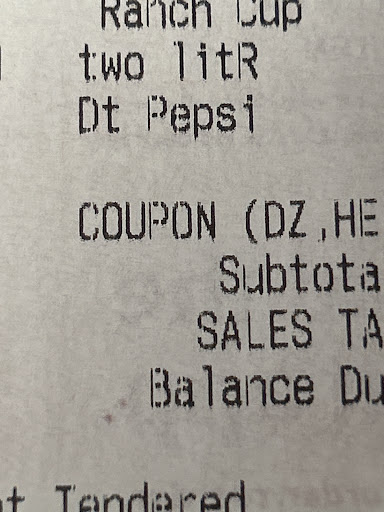 Ranch Cup
two litR
Dt Pepsi
COUPON (DZ,HE
Subtota
SALES TA
Balance Du
t Tendered